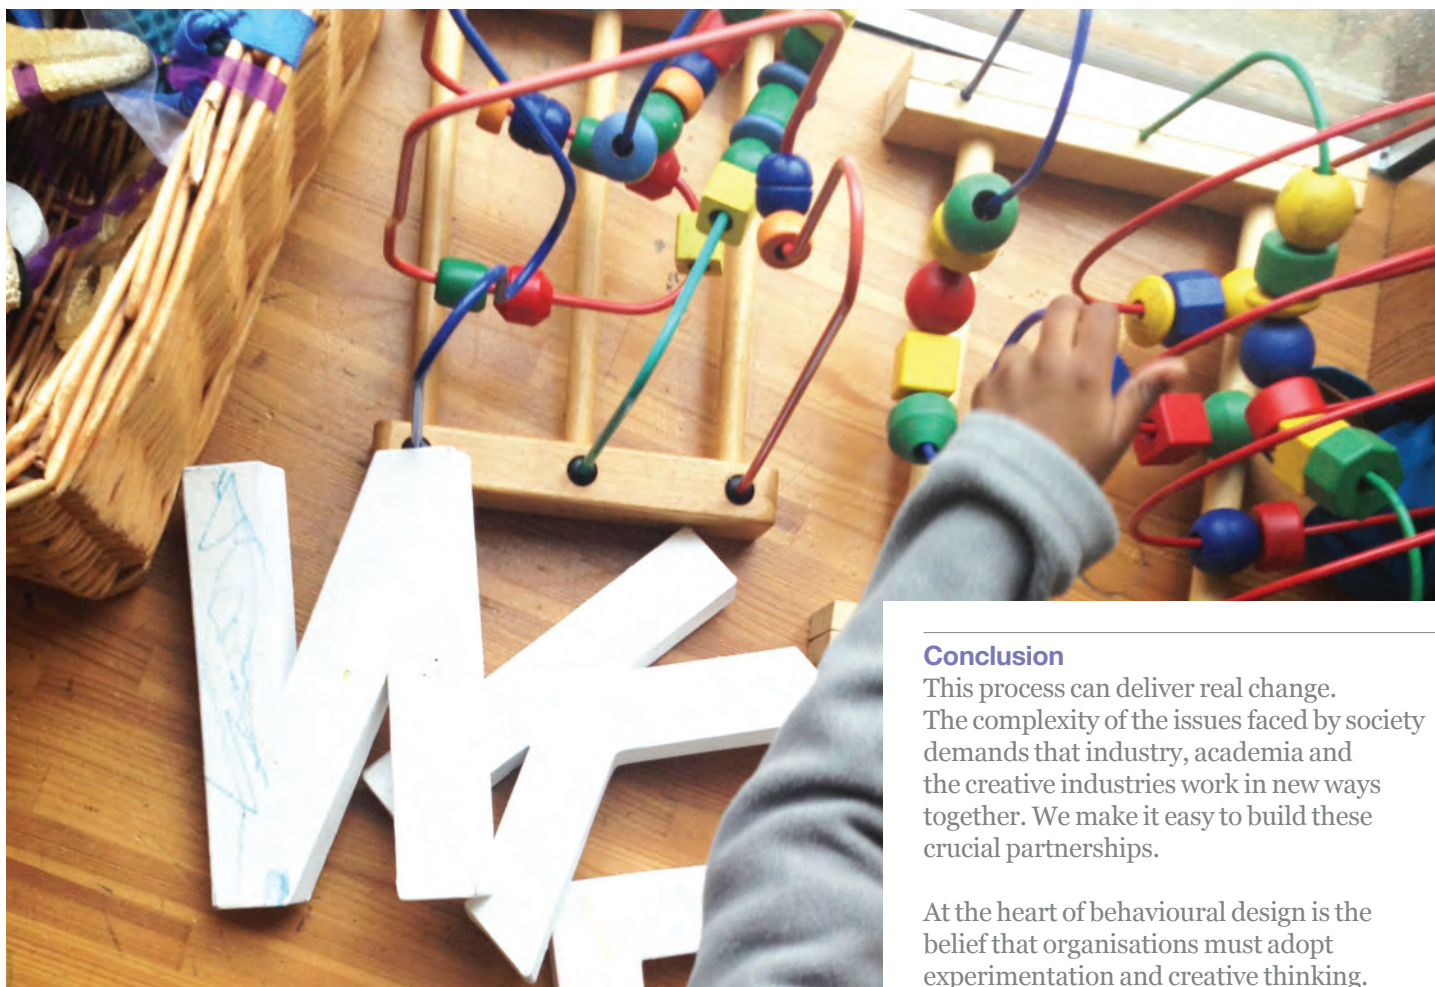 Conclusion
This process can deliver real change.
The complexity of the issues faced by society
demands that industry, academia and
the creative industries work in new ways
together. We make it easy to build these
crucial partnerships.
At the heart of behavioural design is the
belief that organisations must adopt
experimentation and creative thinking.